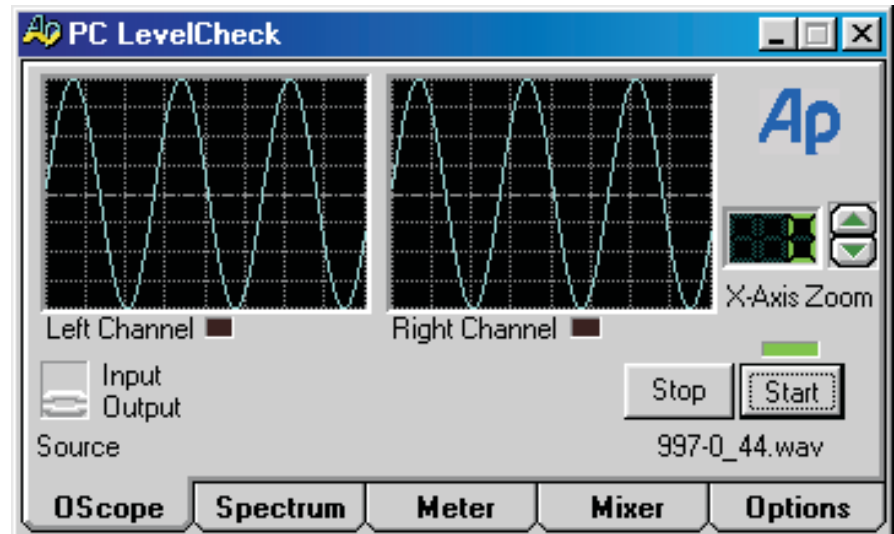 Ap PC LevelCheck
Ap
X-Axis Zoom
Left Channel
Right Channel
Input
Output
Source
Stop
Start
997-0_44.wav
OScope
Spectrum
Meter
Mixer
Options